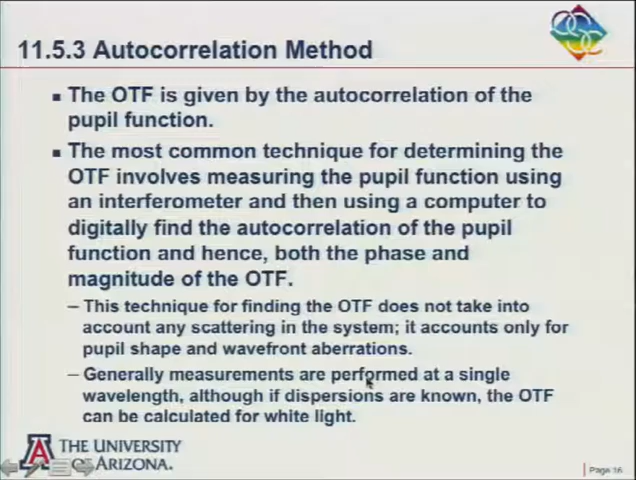 11.5.3 Autocorrelation Method
The OTF is given by the autocorrelation of the
pupil function.
The most common technique for determining the
OTF involves measuring the pupil function using
an interferometer and then using a computer to
digitally find the autocorrelation of the pupil
function and hence, both the phase and
magnitude of the OTF.
– This technique for finding the OTF does not take into
account any scattering in the system; it accounts only for
pupil shape and wavefront aberrations.
– Generally measurements are performed at a single
wavelength, although if dispersions are known, the OTF
can be calculated for white light.
A THE UNIVERSITY
OF ARIZONA.
Page 16